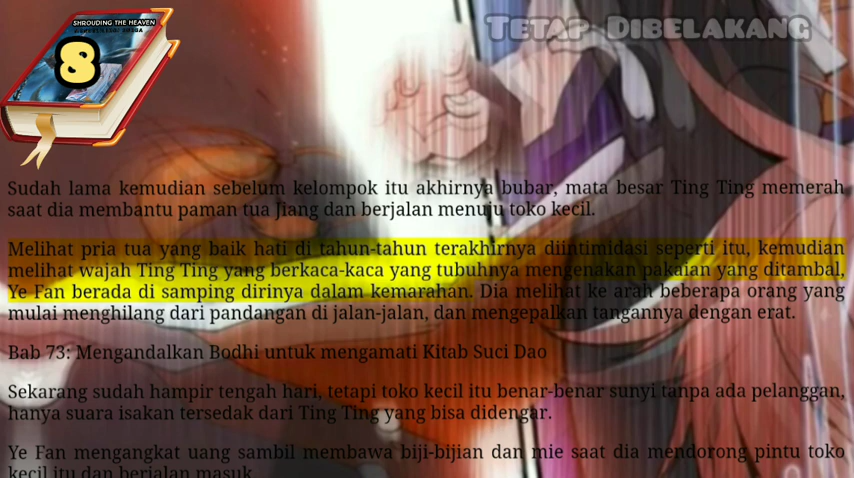 SHROUDING THE HEAVEN
8
TETAP DIBELAKANG
Sudah lama kemudian sebelum kelompok itu akhirnya bubar, mata besar Ting Ting memerah
saat dia membantu paman tua Jiang dan berjalan menuju toko kecil.
Melihat pria tua yang baik hati di tahun-tahun terakhirnya diintimidasi seperti itu, kemudian
melihat wajah Ting Ting yang berkaca-kaca yang tubuhnya mengenakan pakaian yang ditambal,
Ye Fan berada di samping dirinya dalam kemarahan. Dia melihat ke arah beberapa orang yang
mulai menghilang dari pandangan di jalan-jalan, dan mengepalkan tangannya dengan erat.
Bab 73: Mengandalkan Bodhi untuk mengamati Kitab Suci Dao
Sekarang sudah hampir tengah hari, tetapi toko kecil itu benar-benar sunyi tanpa ada pelanggan,
hanya suara isakan tersedak dari Ting Ting yang bisa didengar.
Ye Fan mengangkat uang sambil membawa biji-bijian dan mie saat dia mendorong pintu toko
kecil itu dan berjalan masuk.